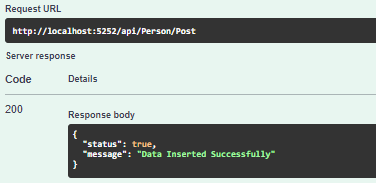 Request URL
http://localhost:5252/api/Person/Post
Server response
Code Details
200
Response body
{
"status": true,
"message": "Data Inserted Successfully"
}